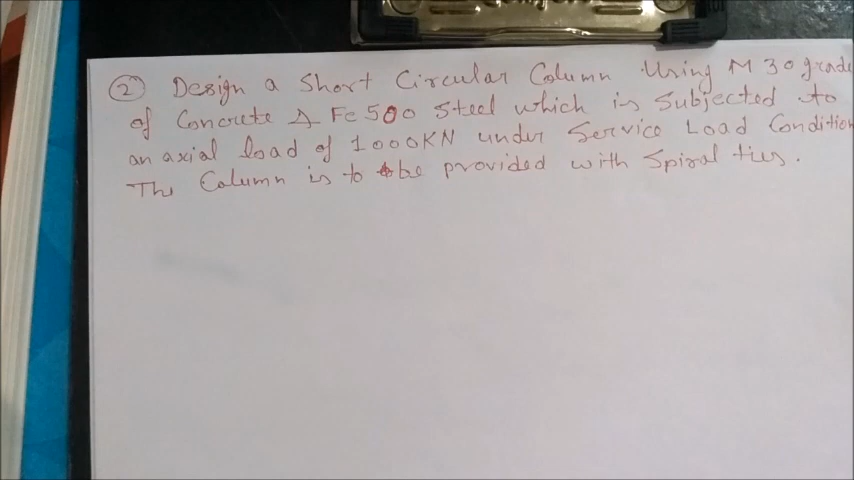 ② Design a Short Circular Column Using M 30 grade
of Concrete & Fe 500 Steel which is Subjected to
an axial load of 1000KN under Service Load Condition
The Column is to be provided with Spiral ties.